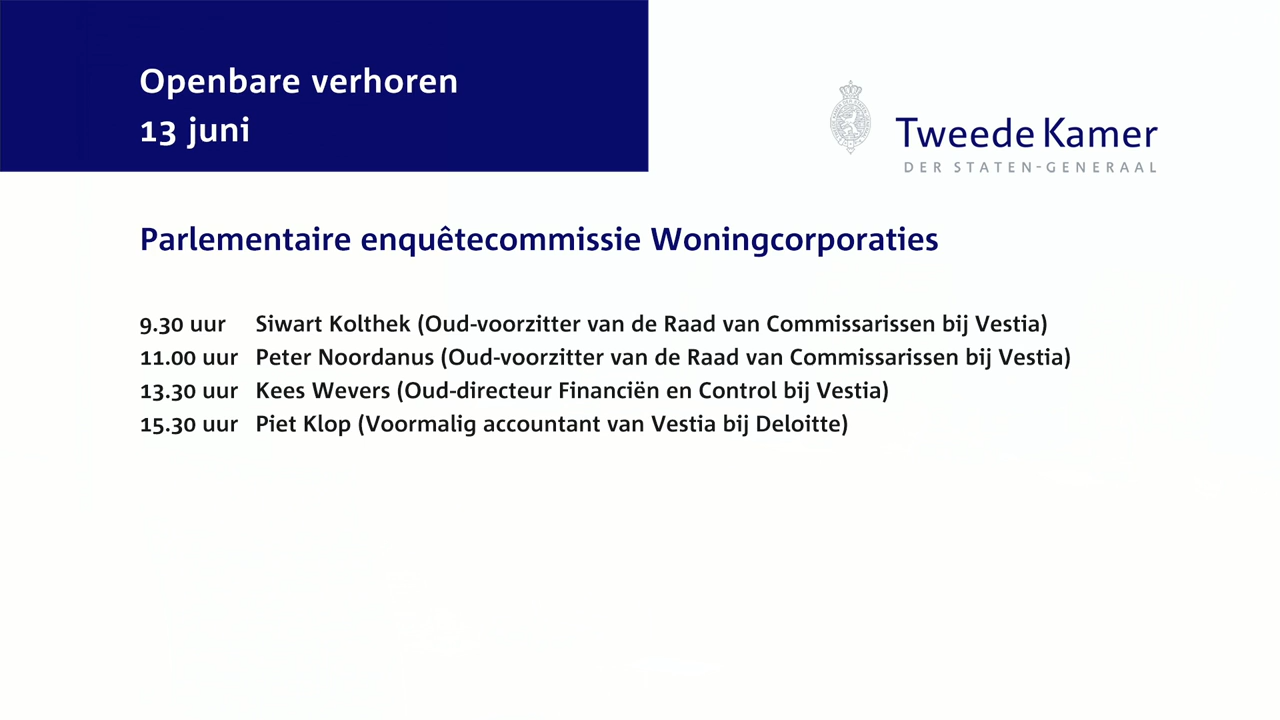 Openbare verhoren
13 juni
Tweede Kamer
DER STATEN-GENERAAL
Parlementaire enquêtecommissie Woningcorporaties
9.30 uur Siwart Kolthek (Oud-voorzitter van de Raad van Commissarissen bij Vestia)
11.00 uur Peter Noordanus (Oud-voorzitter van de Raad van Commissarissen bij Vestia)
13.30 uur Kees Wevers (Oud-directeur Financiën en Control bij Vestia)
15.30 uur Piet Klop (Voormalig accountant van Vestia bij Deloitte)